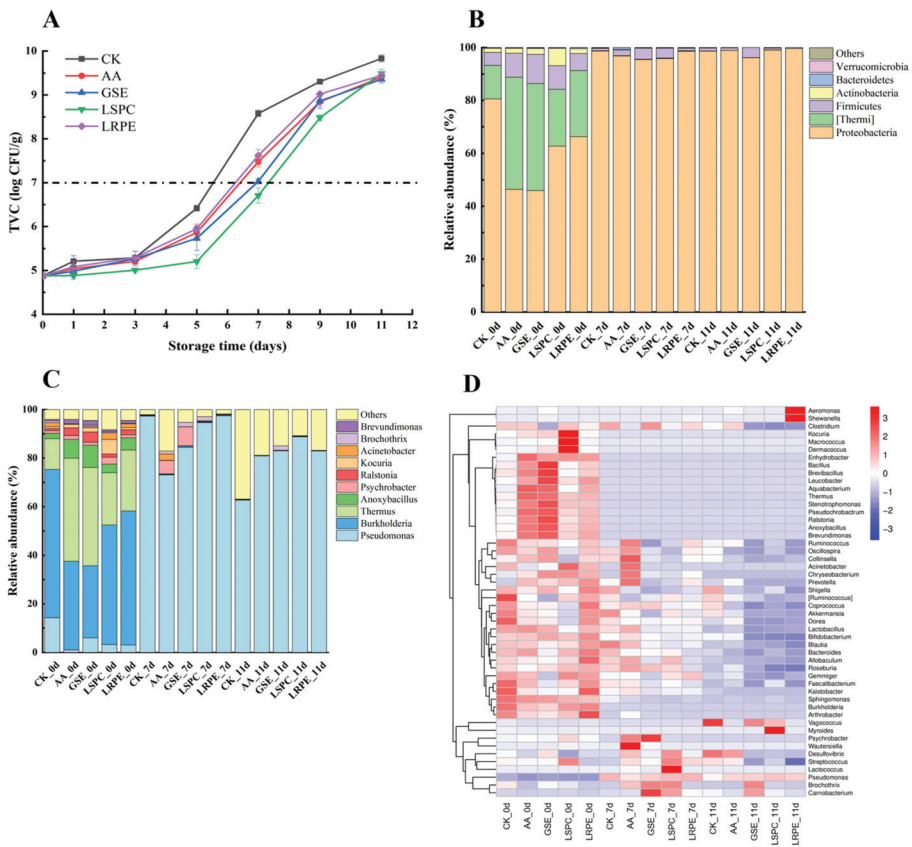 A
10
9
8
7
6
5
4
TVC (log CFU/g)
CK
AA
GSE
LSPC
LRPE
0 1 2 3 4 5 6 7 8 9 10 11 12
Storage time (days)
B
100
80
60
40
20
0
Relative abundance (%)
Others
Verrucomicrobia
Bacteroidetes
Actinobacteria
Firmicutes
[Thermi]
Proteobacteria
CK_0d
AA_0d
GSE_0d
LSPC_0d
LRPE_0d
CK_7d
AA_7d
GSE_7d
LSPC_7d
LRPE_7d
CK_11d
AA_11d
GSE_11d
LSPC_11d
LRPE_11d
C
100
80
60
40
20
0
Relative abundance (%)
Others
Brevundimonas
Brochothrix
Acinetobacter
Kocuria
Ralstonia
Psychrobacter
Anoxybacillus
Thermus
Burkholderia
Pseudomonas
CK_0d
AA_0d
GSE_0d
LSPC_0d
LRPE_0d
CK_7d
AA_7d
GSE_7d
LSPC_7d
LRPE_7d
CK_11d
AA_11d
GSE_11d
LSPC_11d
LRPE_11d
D
Aeromonas
Shewanella
Clostridium
Kocuria
Macrococcus
Dermacoccus
Enhydrobacter
Bacillus
Brevibacillus
Leucobacter
Aquabacterium
Thermus
Stenotrophomonas
Pseudochrobactrum
Ralstonia
Anoxybacillus
Brevundimonas
Ruminococcus
Oscillospira
Collinsella
Acinetobacter
Chryseobacterium
Prevotella
Shigella
[Ruminococcus]
Coprococcus
Akkermansia
Dorea
Lactobacillus
Bifidobacterium
Blautia
Bacteroides
Allobaculum
Roseburia
Gemmiger
Faecalibacterium
Kaistobacter
Sphingomonas
Burkholderia
Arthrobacter
Vagococcus
Myroides
Psychrobacter
Wautersiella
Desulfovibrio
Streptococcus
Lactococcus
Pseudomonas
Brochothrix
Carnobacterium
3
2
1
0
−1
−2
−3
CK_0d
AA_0d
GSE_0d
LSPC_0d
LRPE_0d
CK_7d
AA_7d
GSE_7d
LSPC_7d
LRPE_7d
CK_11d
AA_11d
GSE_11d
LSPC_11d
LRPE_11d